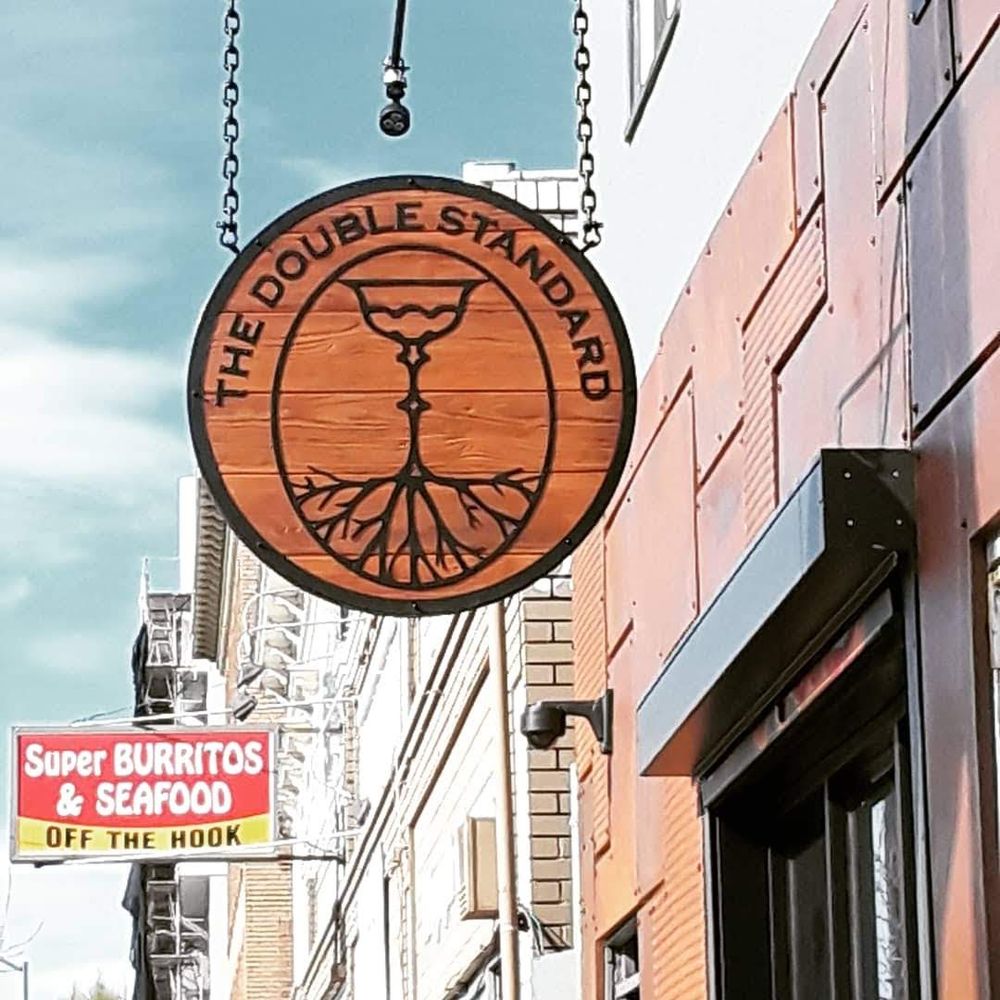 THE DOUBLE STANDARD
Super BURRITOS
& SEAFOOD
OFF THE HOOK